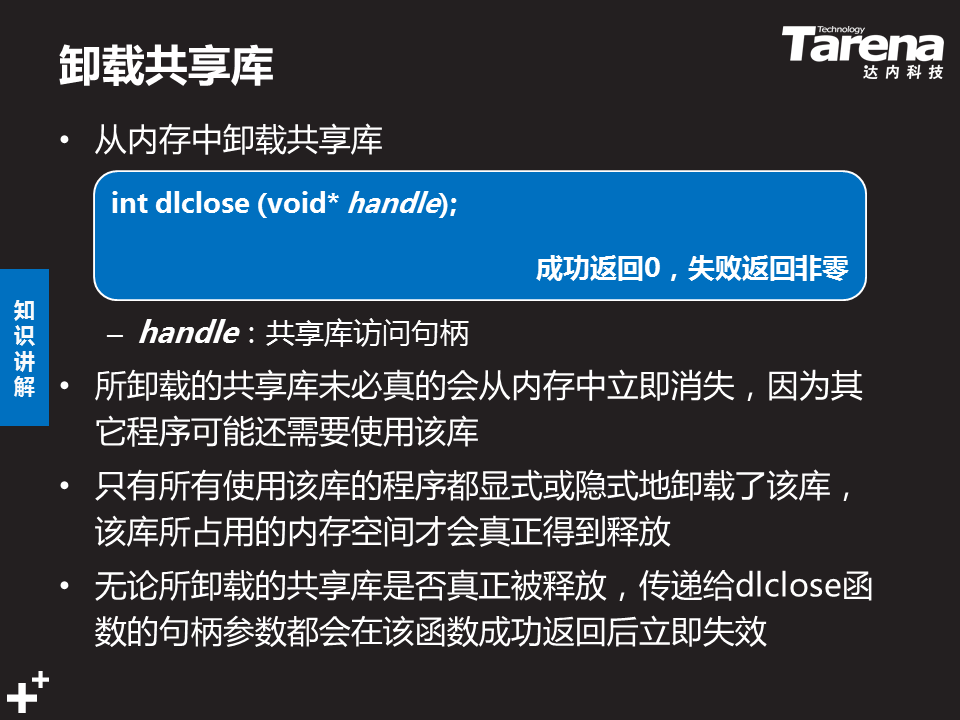 卸载共享库
Technology
Tarena
达内科技
• 从内存中卸载共享库
int dlclose (void* handle);
成功返回0，失败返回非零
知
识
讲
解
– handle：共享库访问句柄
• 所卸载的共享库未必真的会从内存中立即消失，因为其
它程序可能还需要使用该库
• 只有所有使用该库的程序都显式或隐式地卸载了该库，
该库所占用的内存空间才会真正得到释放
• 无论所卸载的共享库是否真正被释放，传递给dlclose函
数的句柄参数都会在该函数成功返回后立即失效